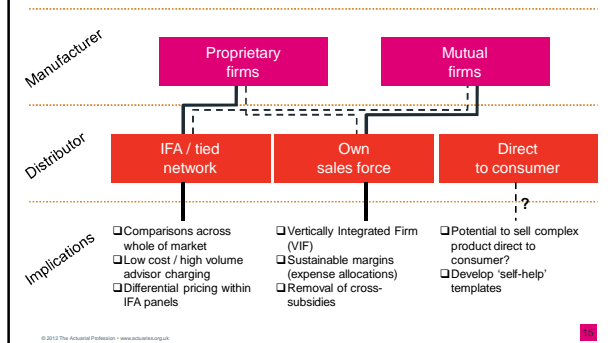 Manufacturer
Proprietary
firms
Mutual
firms
Distributor
IFA / tied
network
Own
sales force
Direct
to consumer
?
Implications
❑Comparisons across
whole of market
❑Low cost / high volume
advisor charging
❑Differential pricing within
IFA panels
❑Vertically Integrated Firm
(VIF)
❑Sustainable margins
(expense allocations)
❑Removal of cross-
subsidies
❑Potential to sell complex
product direct to
consumer?
❑Develop ‘self-help’
templates
© 2012 The Actuarial Profession • www.actuaries.org.uk
15